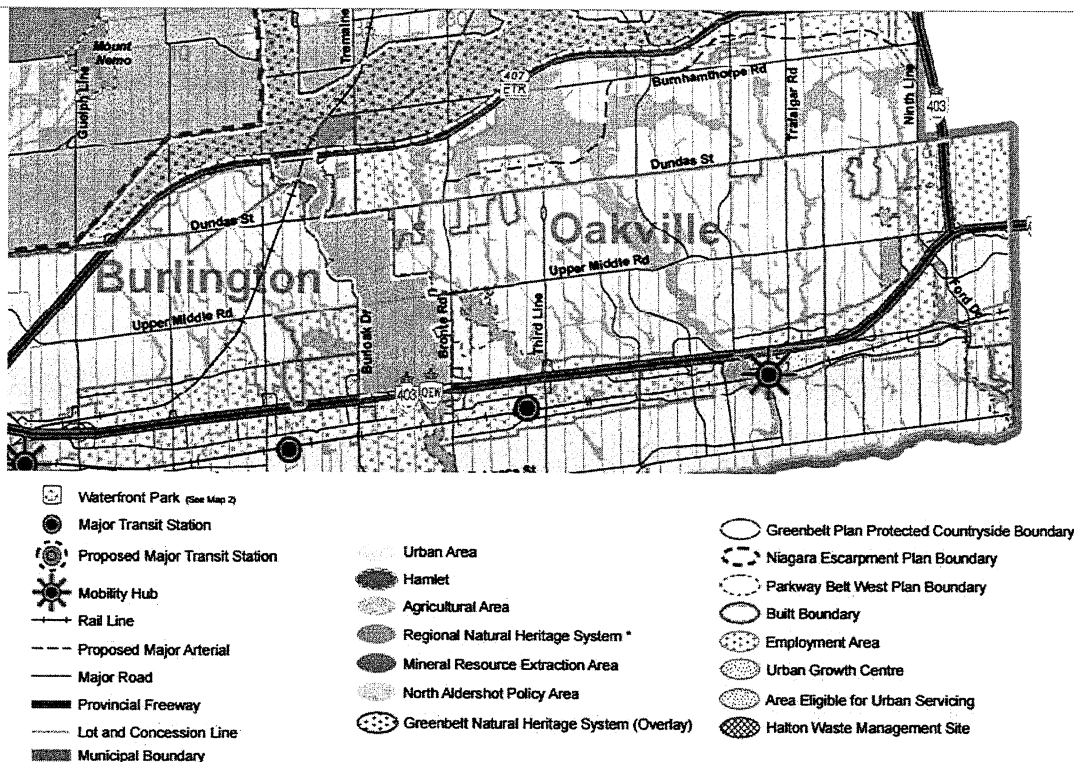 Mount
Nemo
Guelph Line
Tremaine
407
ETR
Burnhamthorpe Rd
Trafalgar Rd
Ninth Line
403
Dundas St
Dundas St
Oakville
Burlington
Upper Middle Rd
Upper Middle Rd
Burloak Dr
Bronte Rd
Third Line
Ford Dr
403
QEW
Waterfront Park (See Map 2)
Major Transit Station
Proposed Major Transit Station
Mobility Hub
Rail Line
Proposed Major Arterial
Major Road
Provincial Freeway
Lot and Concession Line
Municipal Boundary
Urban Area
Hamlet
Agricultural Area
Regional Natural Heritage System *
Mineral Resource Extraction Area
North Aldershot Policy Area
Greenbelt Natural Heritage System (Overlay)
Greenbelt Plan Protected Countryside Boundary
Niagara Escarpment Plan Boundary
Parkway Belt West Plan Boundary
Built Boundary
Employment Area
Urban Growth Centre
Area Eligible for Urban Servicing
Halton Waste Management Site